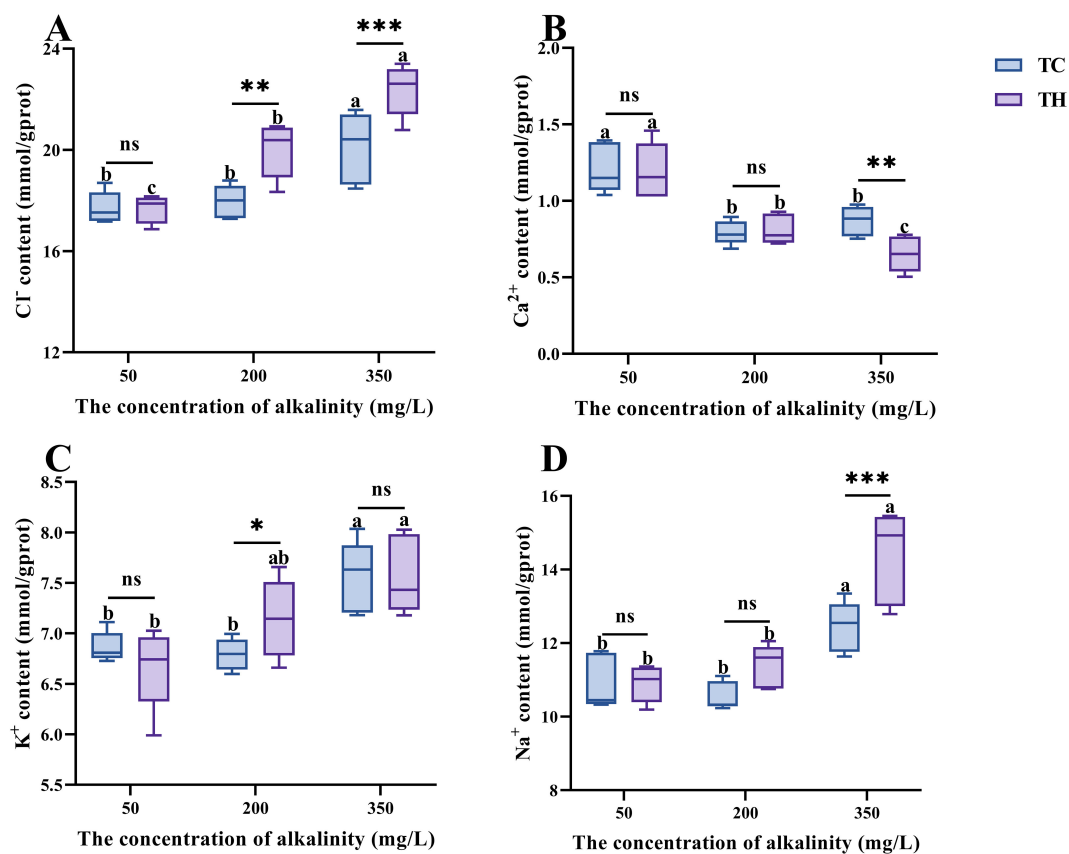 A
Cl⁻ content (mmol/gprot)
24
20
16
12
ns
**
***
b
c
b
b
a
a
50
200
350
The concentration of alkalinity (mg/L)
B
Ca²⁺ content (mmol/gprot)
2.0
1.5
1.0
0.5
0.0
ns
ns
**
a
a
b
b
b
c
50
200
350
The concentration of alkalinity (mg/L)
TC
TH
C
K⁺ content (mmol/gprot)
8.5
8.0
7.5
7.0
6.5
6.0
5.5
ns
*
ns
b
b
b
ab
a
a
50
200
350
The concentration of alkalinity (mg/L)
D
Na⁺ content (mmol/gprot)
16
14
12
10
8
ns
ns
***
b
b
b
b
a
a
50
200
350
The concentration of alkalinity (mg/L)